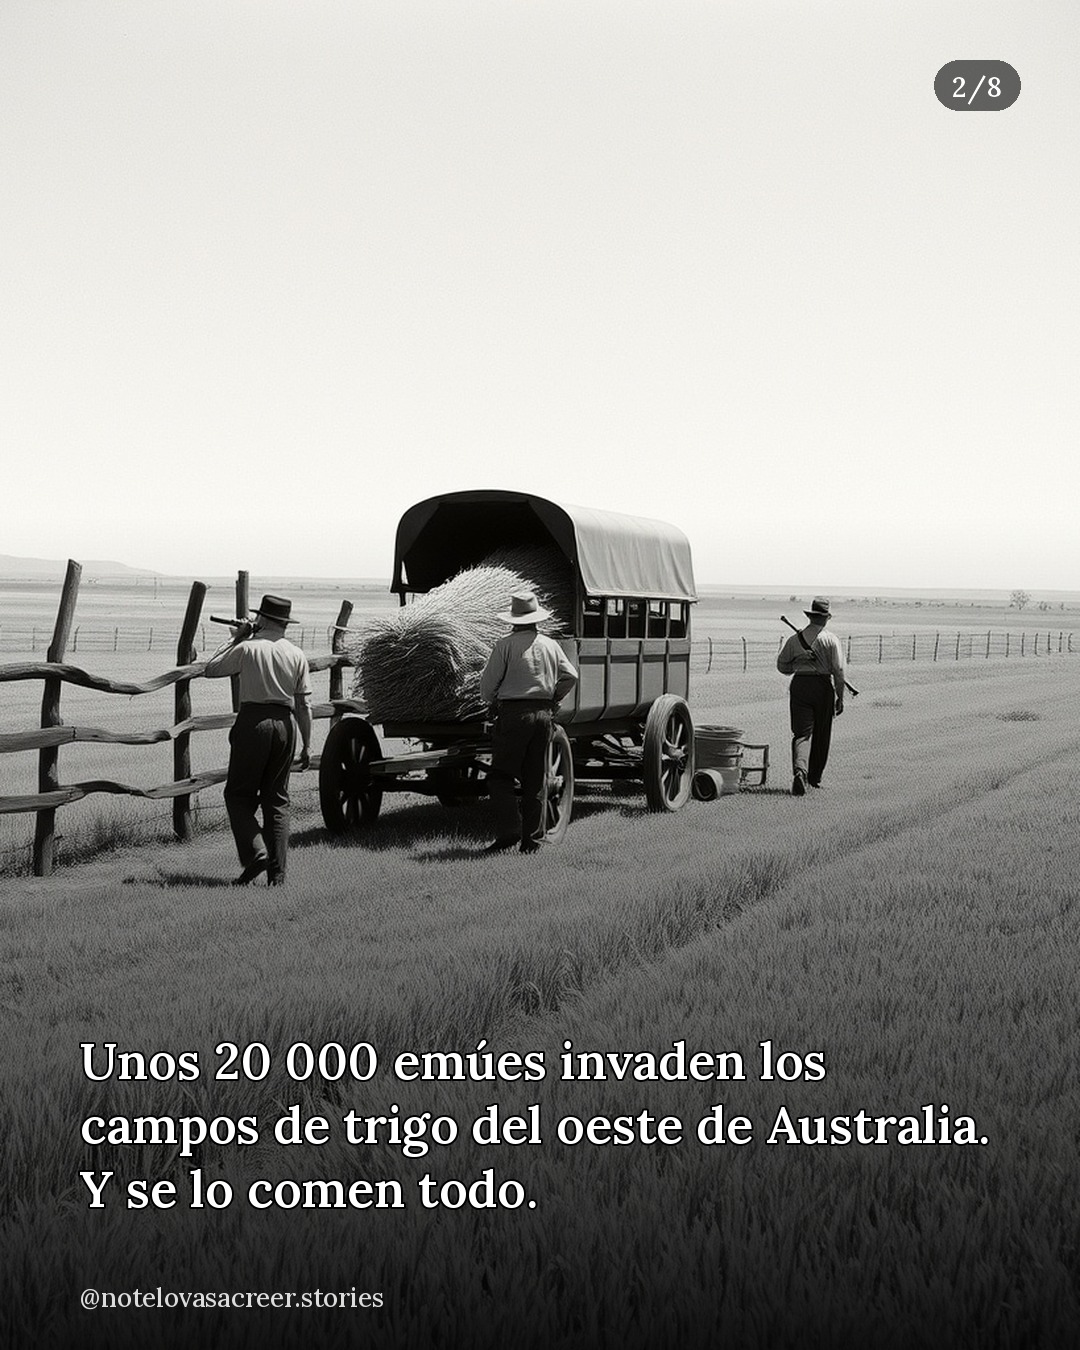 2/8
Unos 20 000 emúes invaden los
campos de trigo del oeste de Australia.
Y se lo comen todo.
@notelovasacreer.stories